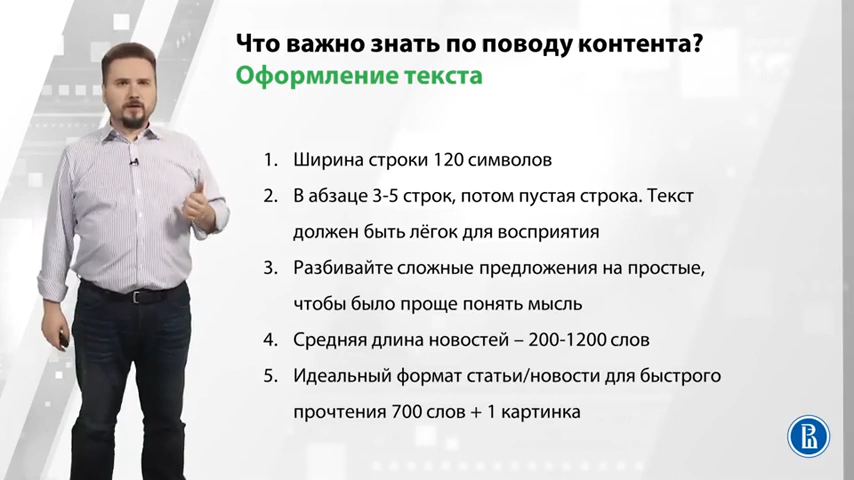 Что важно знать по поводу контента?
Оформление текста
1. Ширина строки 120 символов
2. В абзаце 3-5 строк, потом пустая строка. Текст
должен быть лёгок для восприятия
3. Разбивайте сложные предложения на простые,
чтобы было проще понять мысль
4. Средняя длина новостей – 200-1200 слов
5. Идеальный формат статьи/новости для быстрого
прочтения 700 слов + 1 картинка